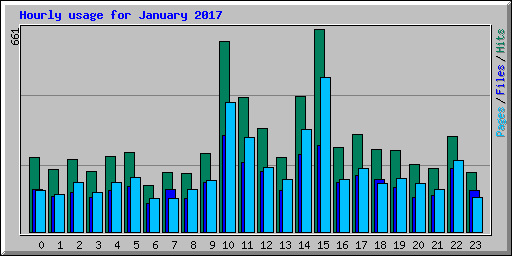 Hourly usage for January 2017
661
Pages / Files / Hits
0 1 2 3 4 5 6 7 8 9 10 11 12 13 14 15 16 17 18 19 20 21 22 23